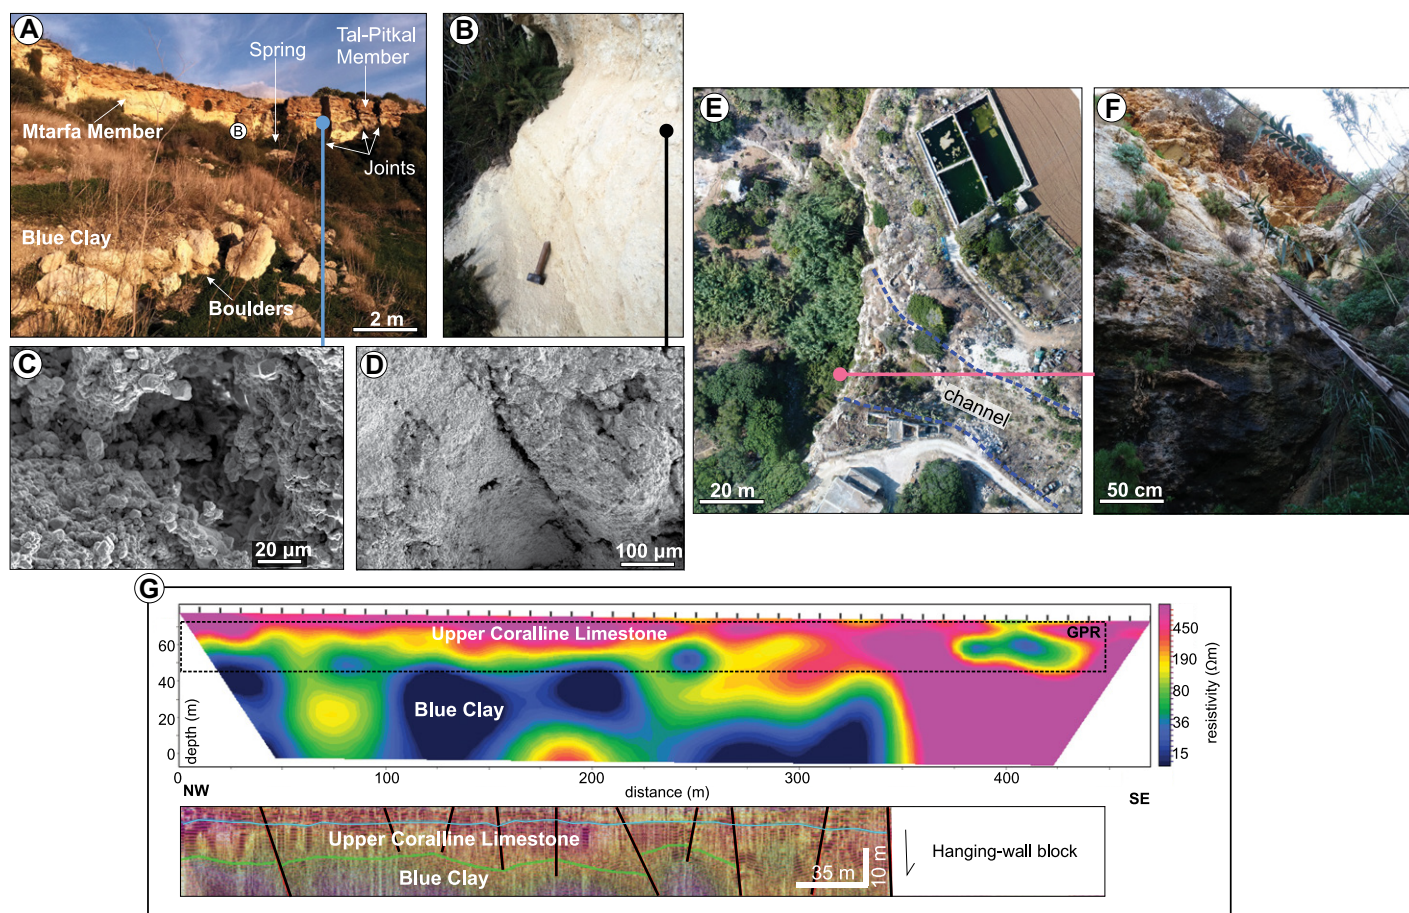 A
Spring
Tal-Pitkal
Member
Mtarfa Member
B
Joints
Blue Clay
Boulders
2 m
B
C
20 µm
D
100 µm
E
channel
20 m
F
50 cm
G
Upper Coralline Limestone
GPR
Blue Clay
60
40
20
0
depth (m)
0
100
200
300
400
NW
distance (m)
SE
450
190
80
36
15
resistivity (Ωm)
Upper Coralline Limestone
Blue Clay
35 m
10 m
Hanging-wall block